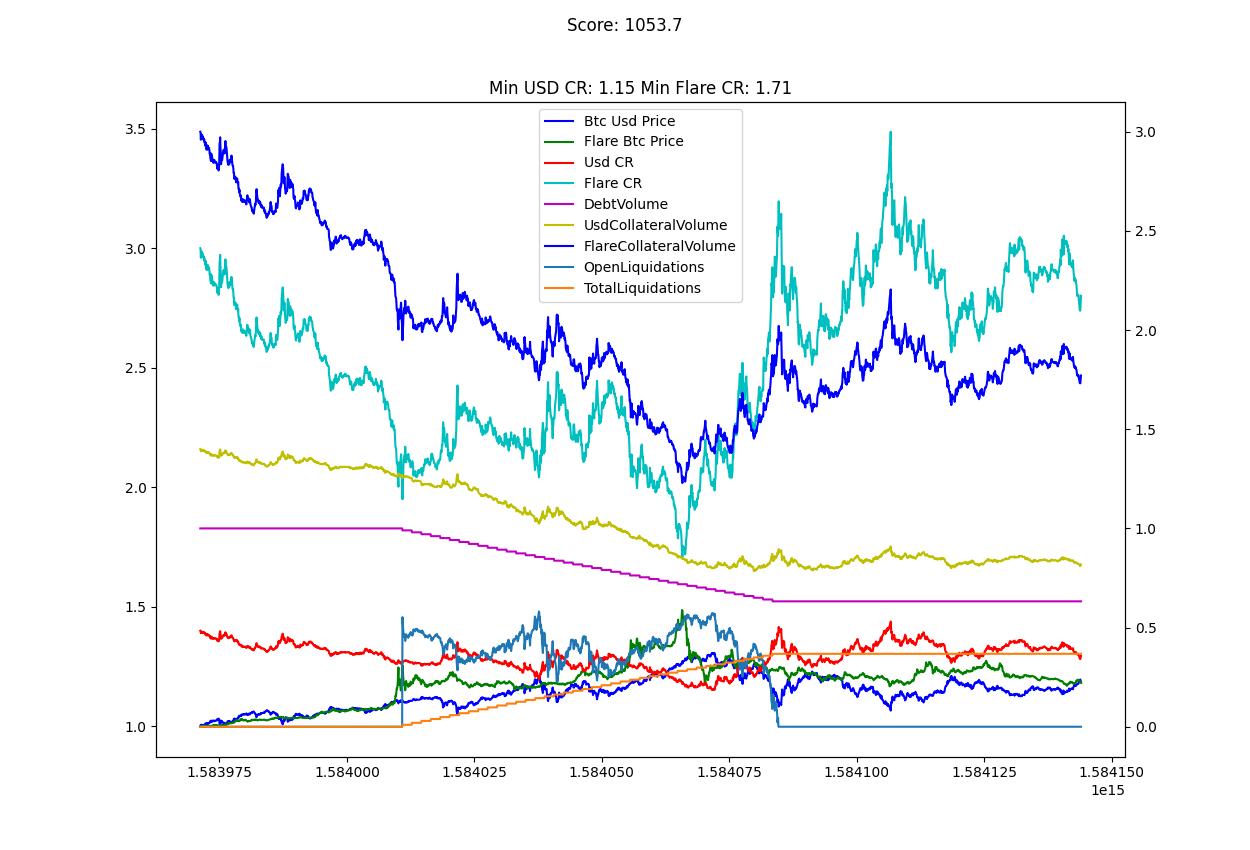 Score: 1053.7
Min USD CR: 1.15 Min Flare CR: 1.71
Btc Usd Price
Flare Btc Price
Usd CR
Flare CR
DebtVolume
UsdCollateralVolume
FlareCollateralVolume
OpenLiquidations
TotalLiquidations
3.5
3.0
2.5
2.0
1.5
1.0
3.0
2.5
2.0
1.5
1.0
0.5
0.0
1.583975 1.584000 1.584025 1.584050 1.584075 1.584100 1.584125 1.584150
1e15